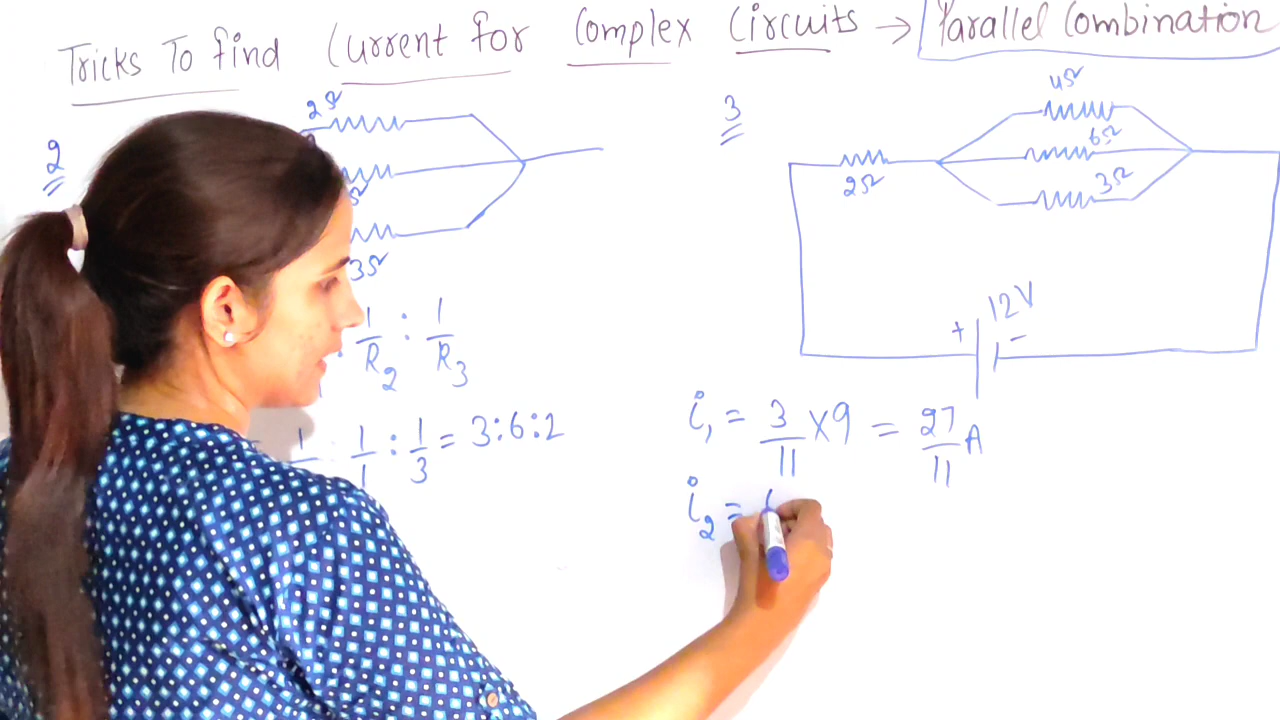 Tricks To find Current for Complex Circuits → Parallel Combination
2
2Ω
3Ω
1/R2 : 1/R3
1 1/1 : 1/3 = 3:6:2
3
4Ω
6Ω
3Ω
2Ω
+ 12V −
i1 = 3/11 X 9 = 27/11 A
i2 =